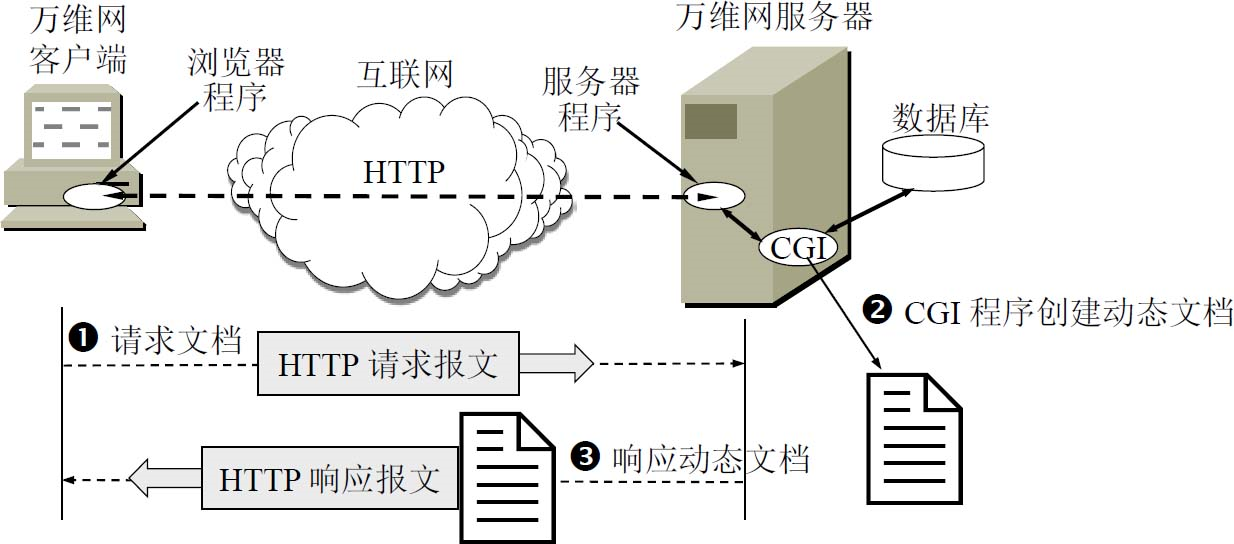 万维网
客户端
浏览器
程序
互联网
HTTP
服务器
程序
万维网服务器
数据库
CGI
❶ 请求文档
HTTP 请求报文
❷ CGI 程序创建动态文档
❸ 响应动态文档
HTTP 响应报文